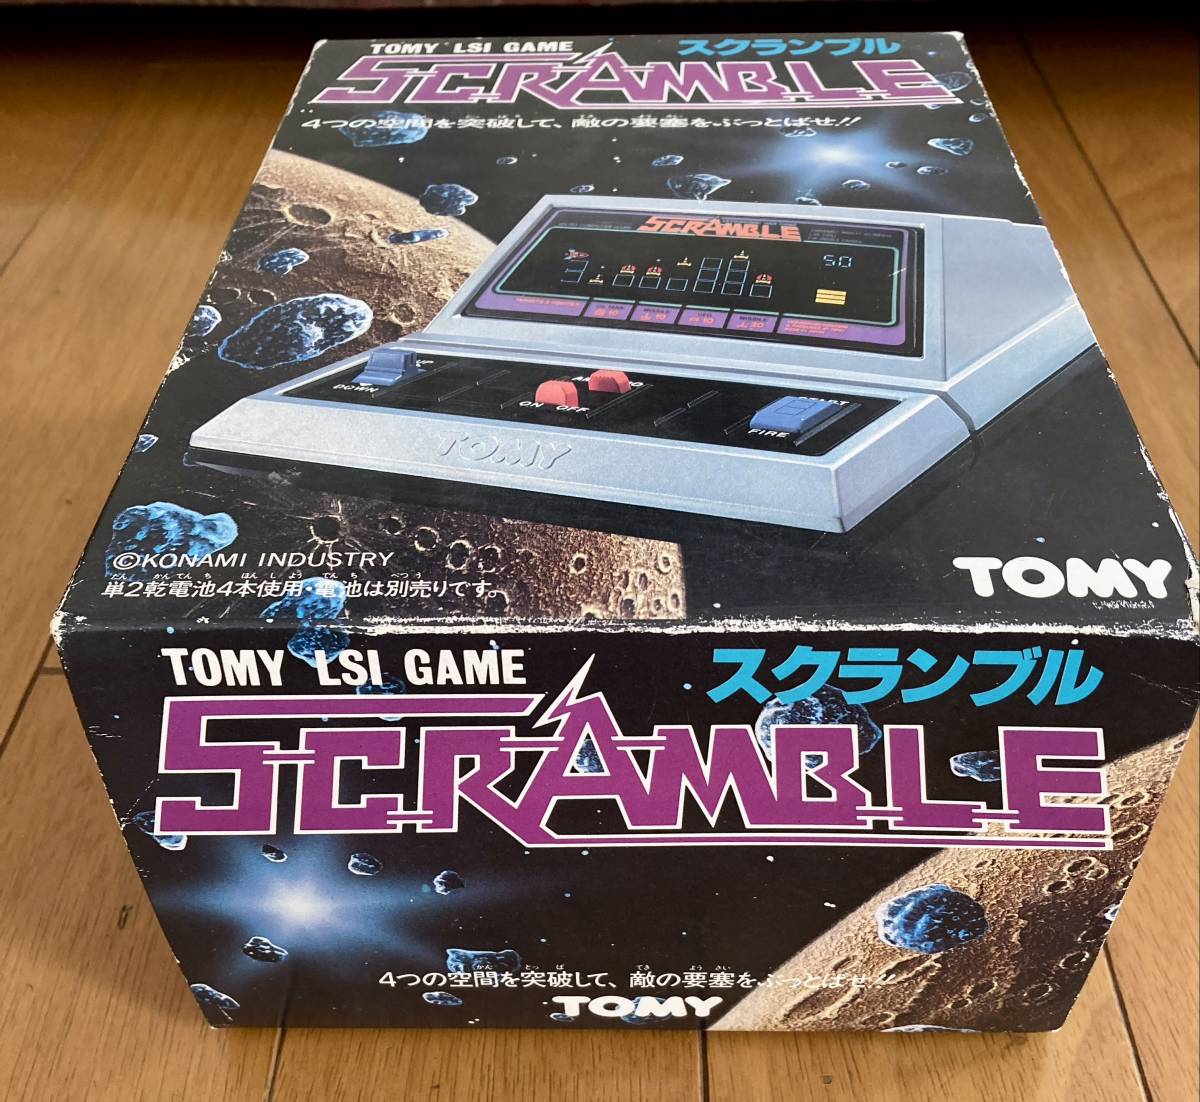 TOMY LSI GAME
スクランブル
SCRAMBLE
4つの空間を突破して、敵の要塞をぶっとばせ!!
SCRAMBLE
50
UP
DOWN
ON OFF
START
FIRE
TOMY
©KONAMI INDUSTRY
単2乾電池4本使用・電池は別売りです。
TOMY
TOMY LSI GAME
スクランブル
SCRAMBLE
4つの空間を突破して、敵の要塞をぶっとばせ!!
TOMY